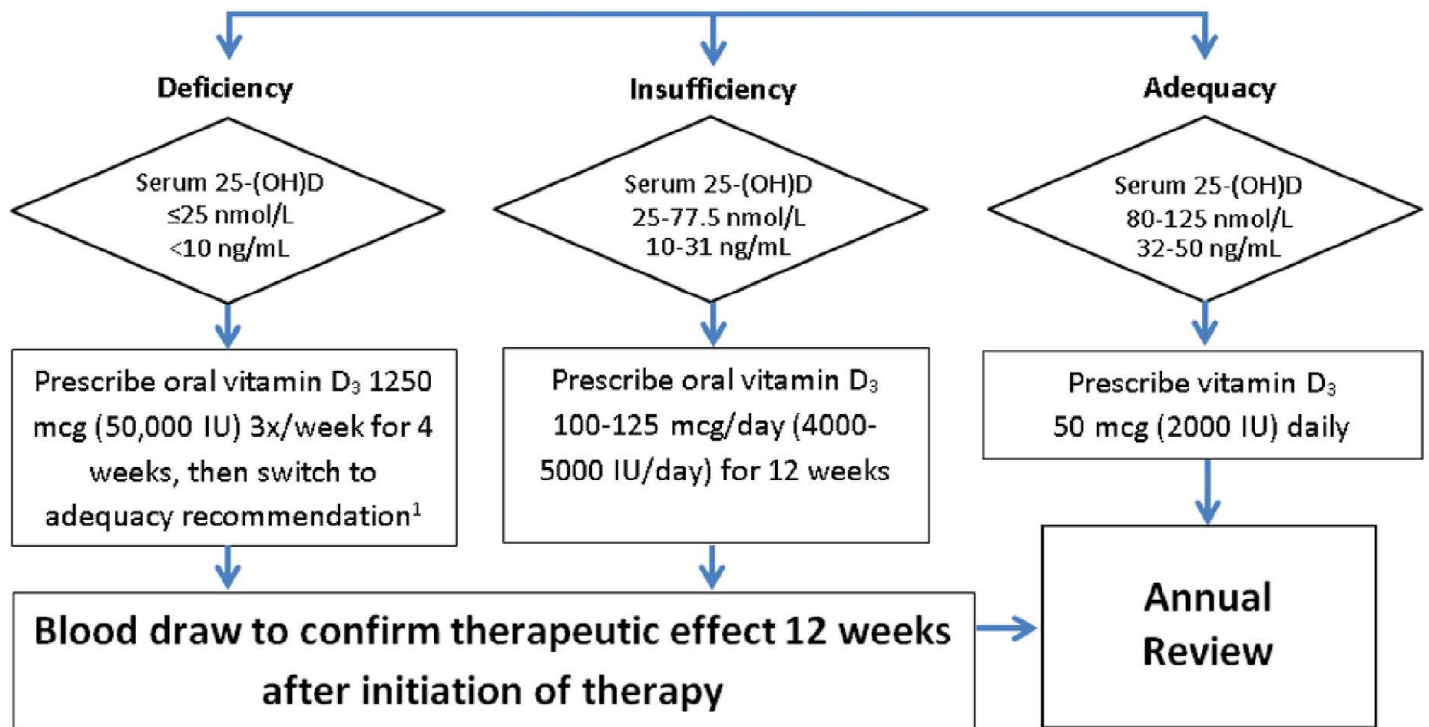 Deficiency
Serum 25-(OH)D
≤25 nmol/L
<10 ng/mL
Prescribe oral vitamin D₃ 1250
mcg (50,000 IU) 3x/week for 4
weeks, then switch to
adequacy recommendation¹
Insufficiency
Serum 25-(OH)D
25-77.5 nmol/L
10-31 ng/mL
Prescribe oral vitamin D₃
100-125 mcg/day (4000-
5000 IU/day) for 12 weeks
Adequacy
Serum 25-(OH)D
80-125 nmol/L
32-50 ng/mL
Prescribe vitamin D₃
50 mcg (2000 IU) daily
Blood draw to confirm therapeutic effect 12 weeks
after initiation of therapy
Annual
Review